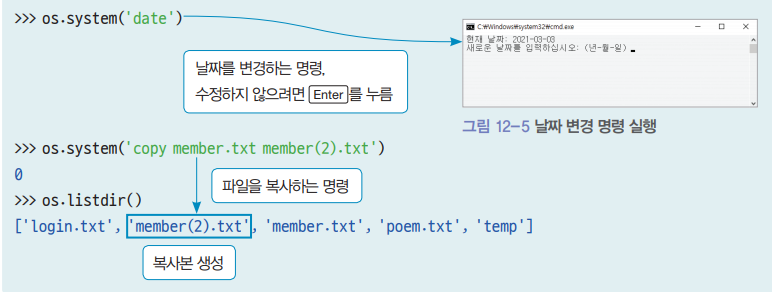 >>> os.system('date')
C:₩Windows₩system32₩cmd.exe
현재 날짜: 2021-03-03
새로운 날짜를 입력하십시오: (년-월-일)
날짜를 변경하는 명령,
수정하지 않으려면 Enter를 누름
그림 12-5 날짜 변경 명령 실행
>>> os.system('copy member.txt member(2).txt')
0
파일을 복사하는 명령
>>> os.listdir()
['login.txt', 'member(2).txt', 'member.txt', 'poem.txt', 'temp']
복사본 생성